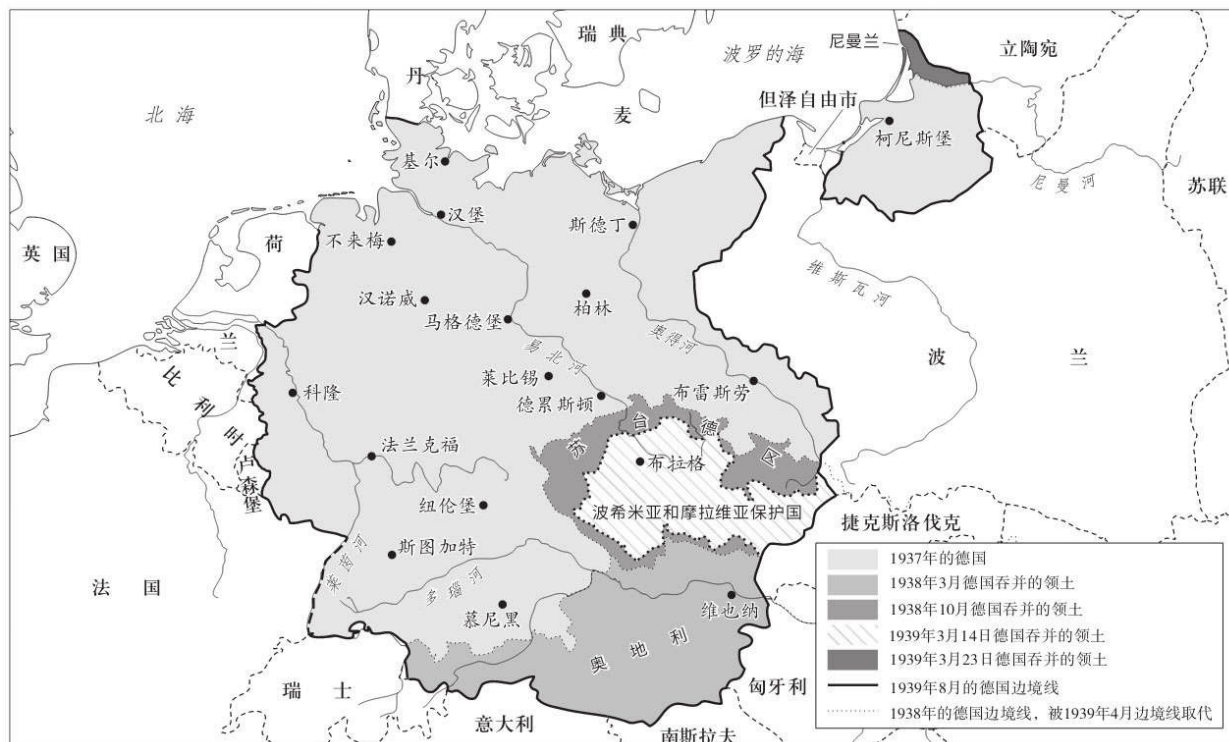 瑞典
尼曼兰
立陶宛
波罗的海
丹
麦
但泽自由市
北海
柯尼斯堡
基尔
尼曼河
苏联
汉堡
斯德丁
荷
不来梅
英国
维斯瓦河
汉诺威
柏林
马格德堡
奥得河
兰
易北河
波
兰
比利时
莱比锡
布雷斯劳
科隆
德累斯顿
苏台德区
法兰克福
布拉格
卢森堡
纽伦堡
波希米亚和摩拉维亚保护国
捷克斯洛伐克
斯图加特
莱茵河
法国
多瑙河
慕尼黑
维也纳
奥地利
瑞士
匈牙利
意大利
南斯拉夫
1937年的德国
1938年3月德国吞并的领土
1938年10月德国吞并的领土
1939年3月14日德国吞并的领土
1939年3月23日德国吞并的领土
1939年8月的德国边境线
1938年的德国边境线，被1939年4月边境线取代